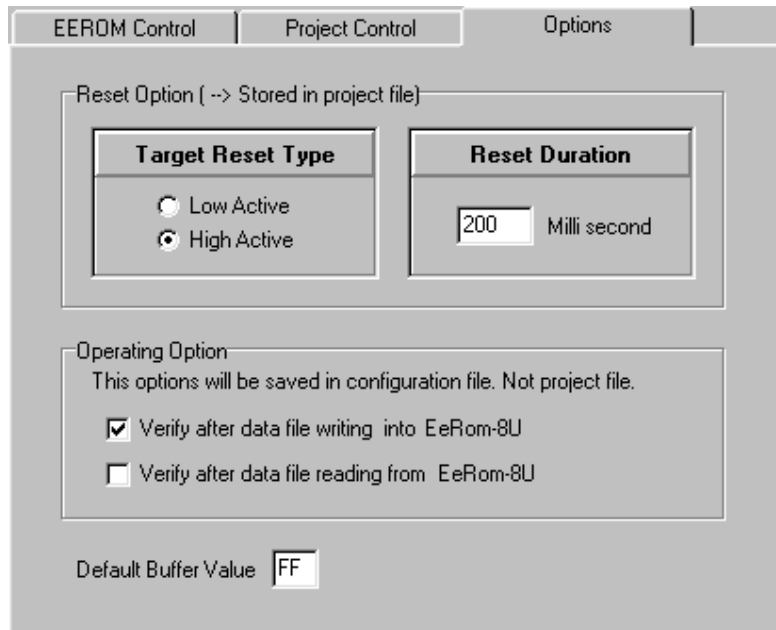 EEROM Control Project Control Options
Reset Option ( --> Stored in project file)
Target Reset Type Reset Duration
Low Active
High Active
200 Milli second
Operating Option
This options will be saved in configuration file. Not project file.
Verify after data file writing into EeRom-8U
Verify after data file reading from EeRom-8U
Default Buffer Value FF